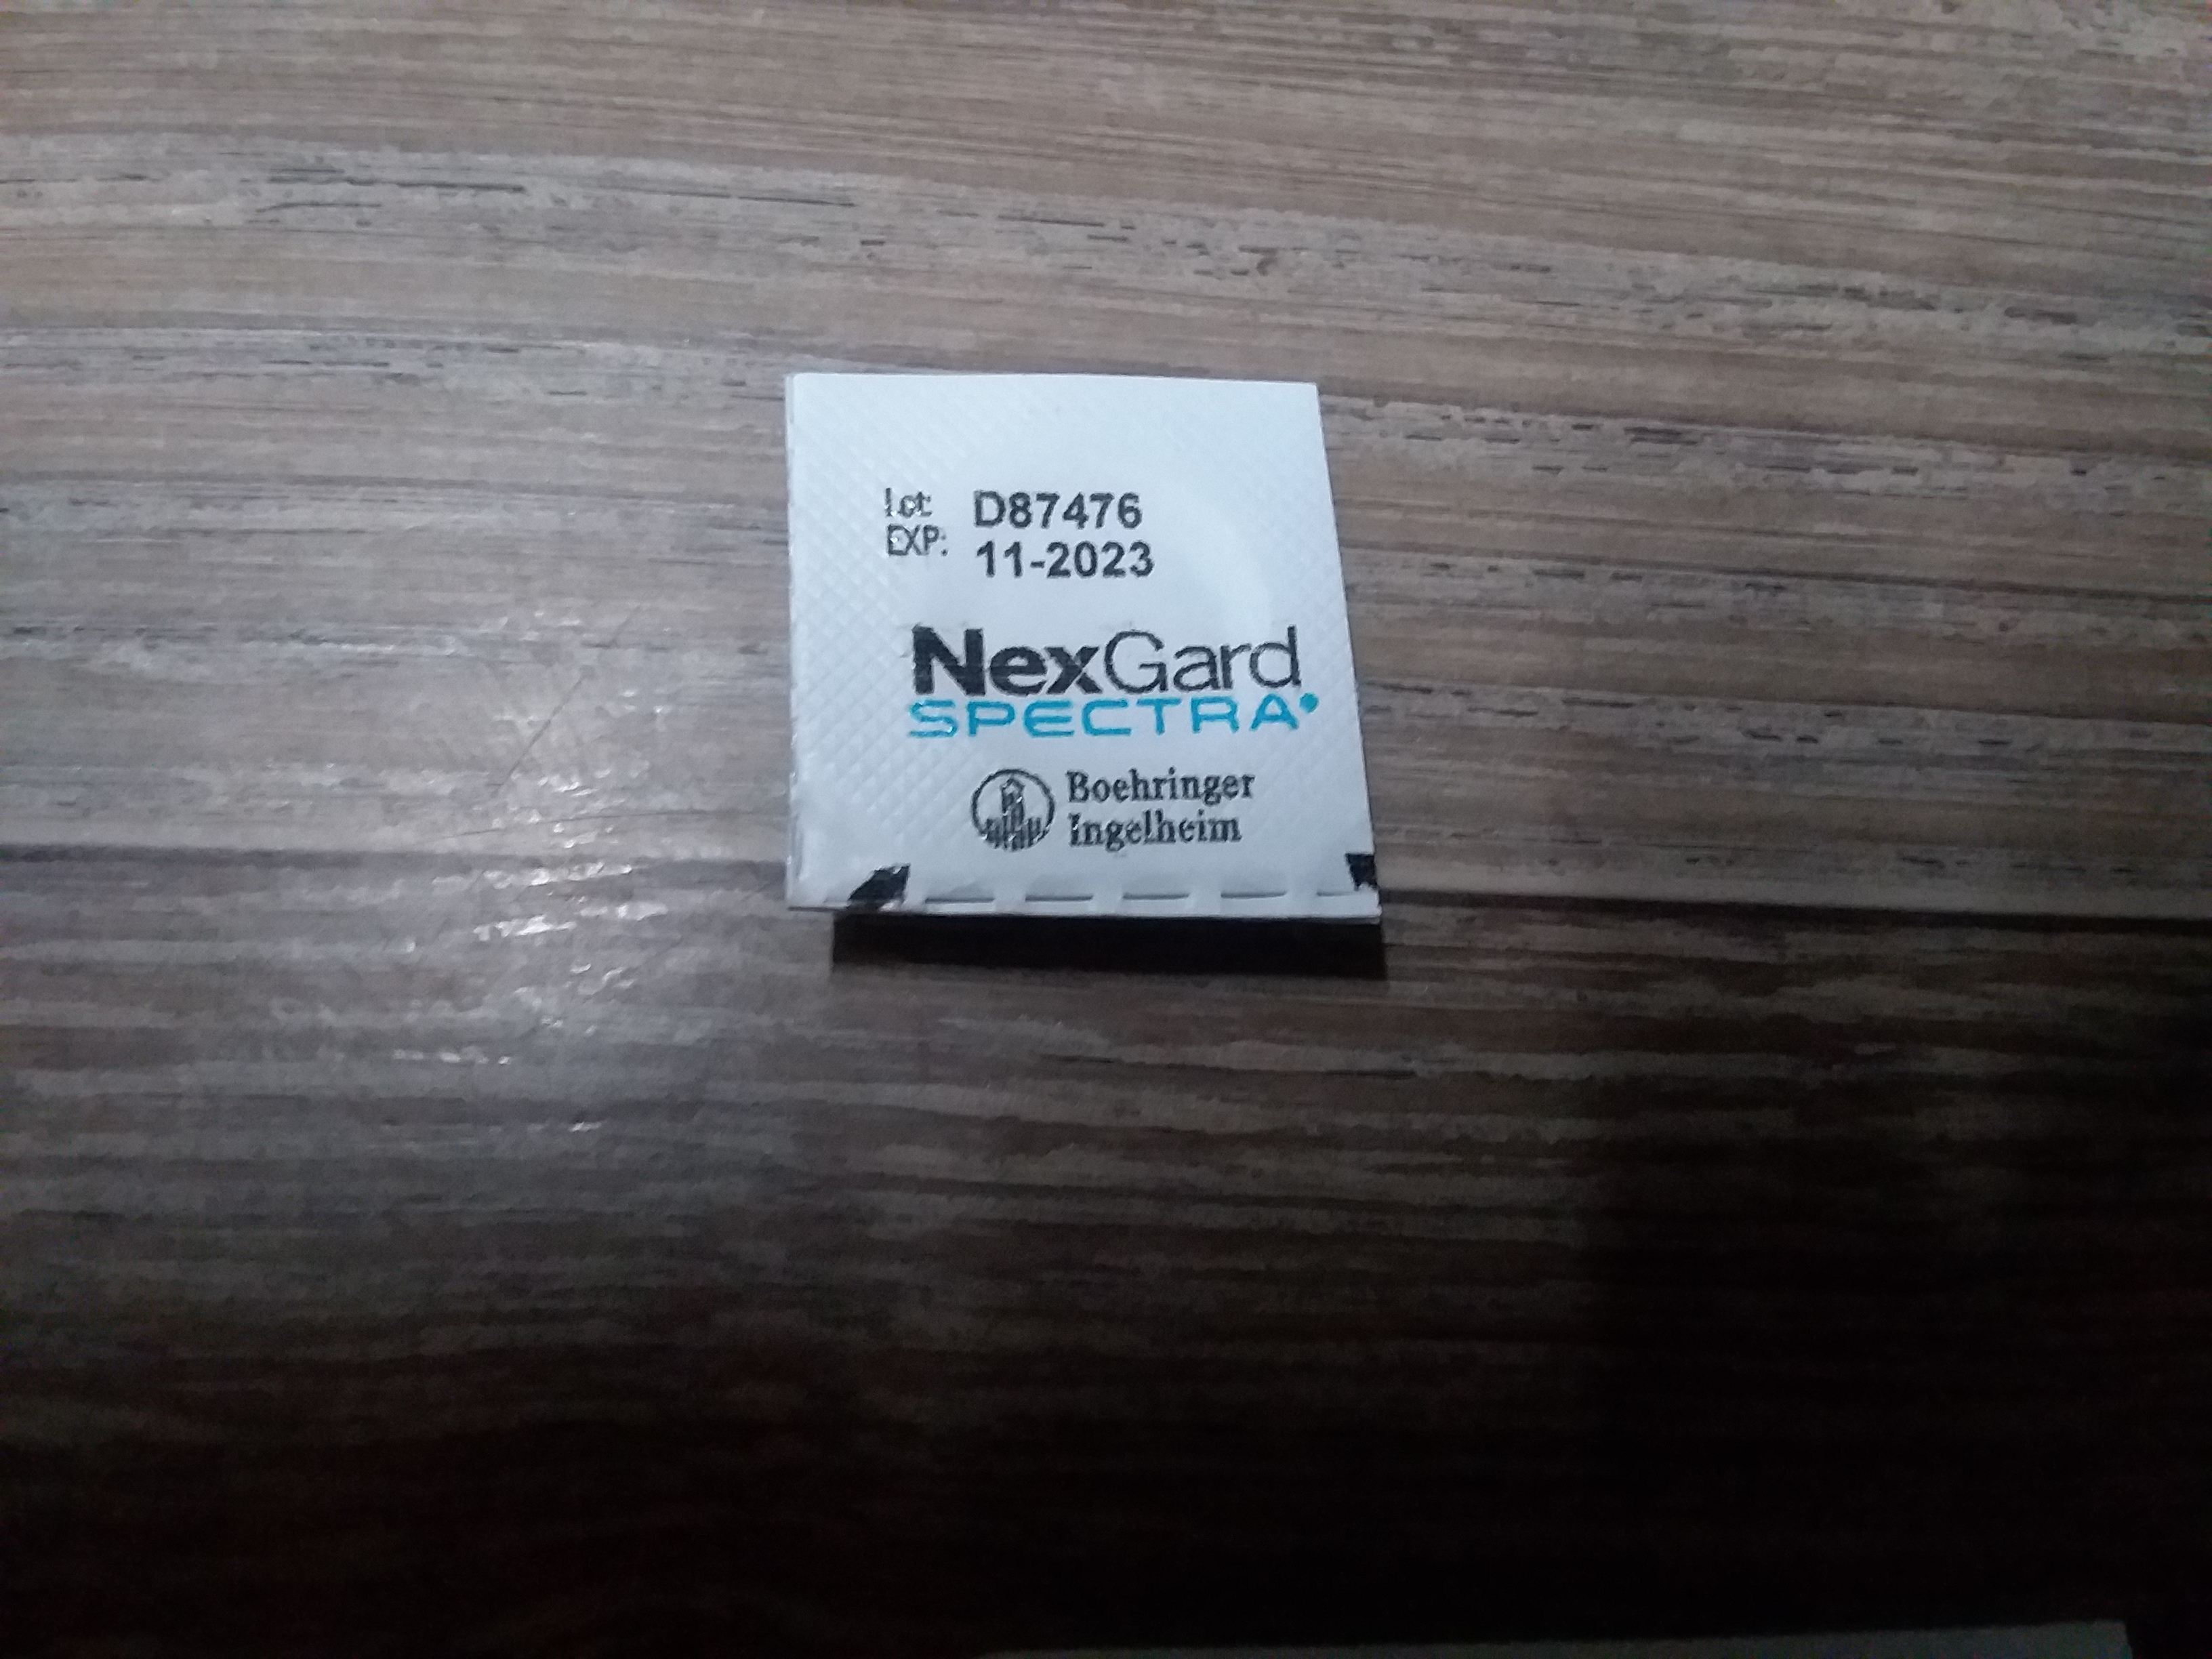 Lot: D87476
EXP: 11-2023
NexGard
SPECTRA
Boehringer
Ingelheim